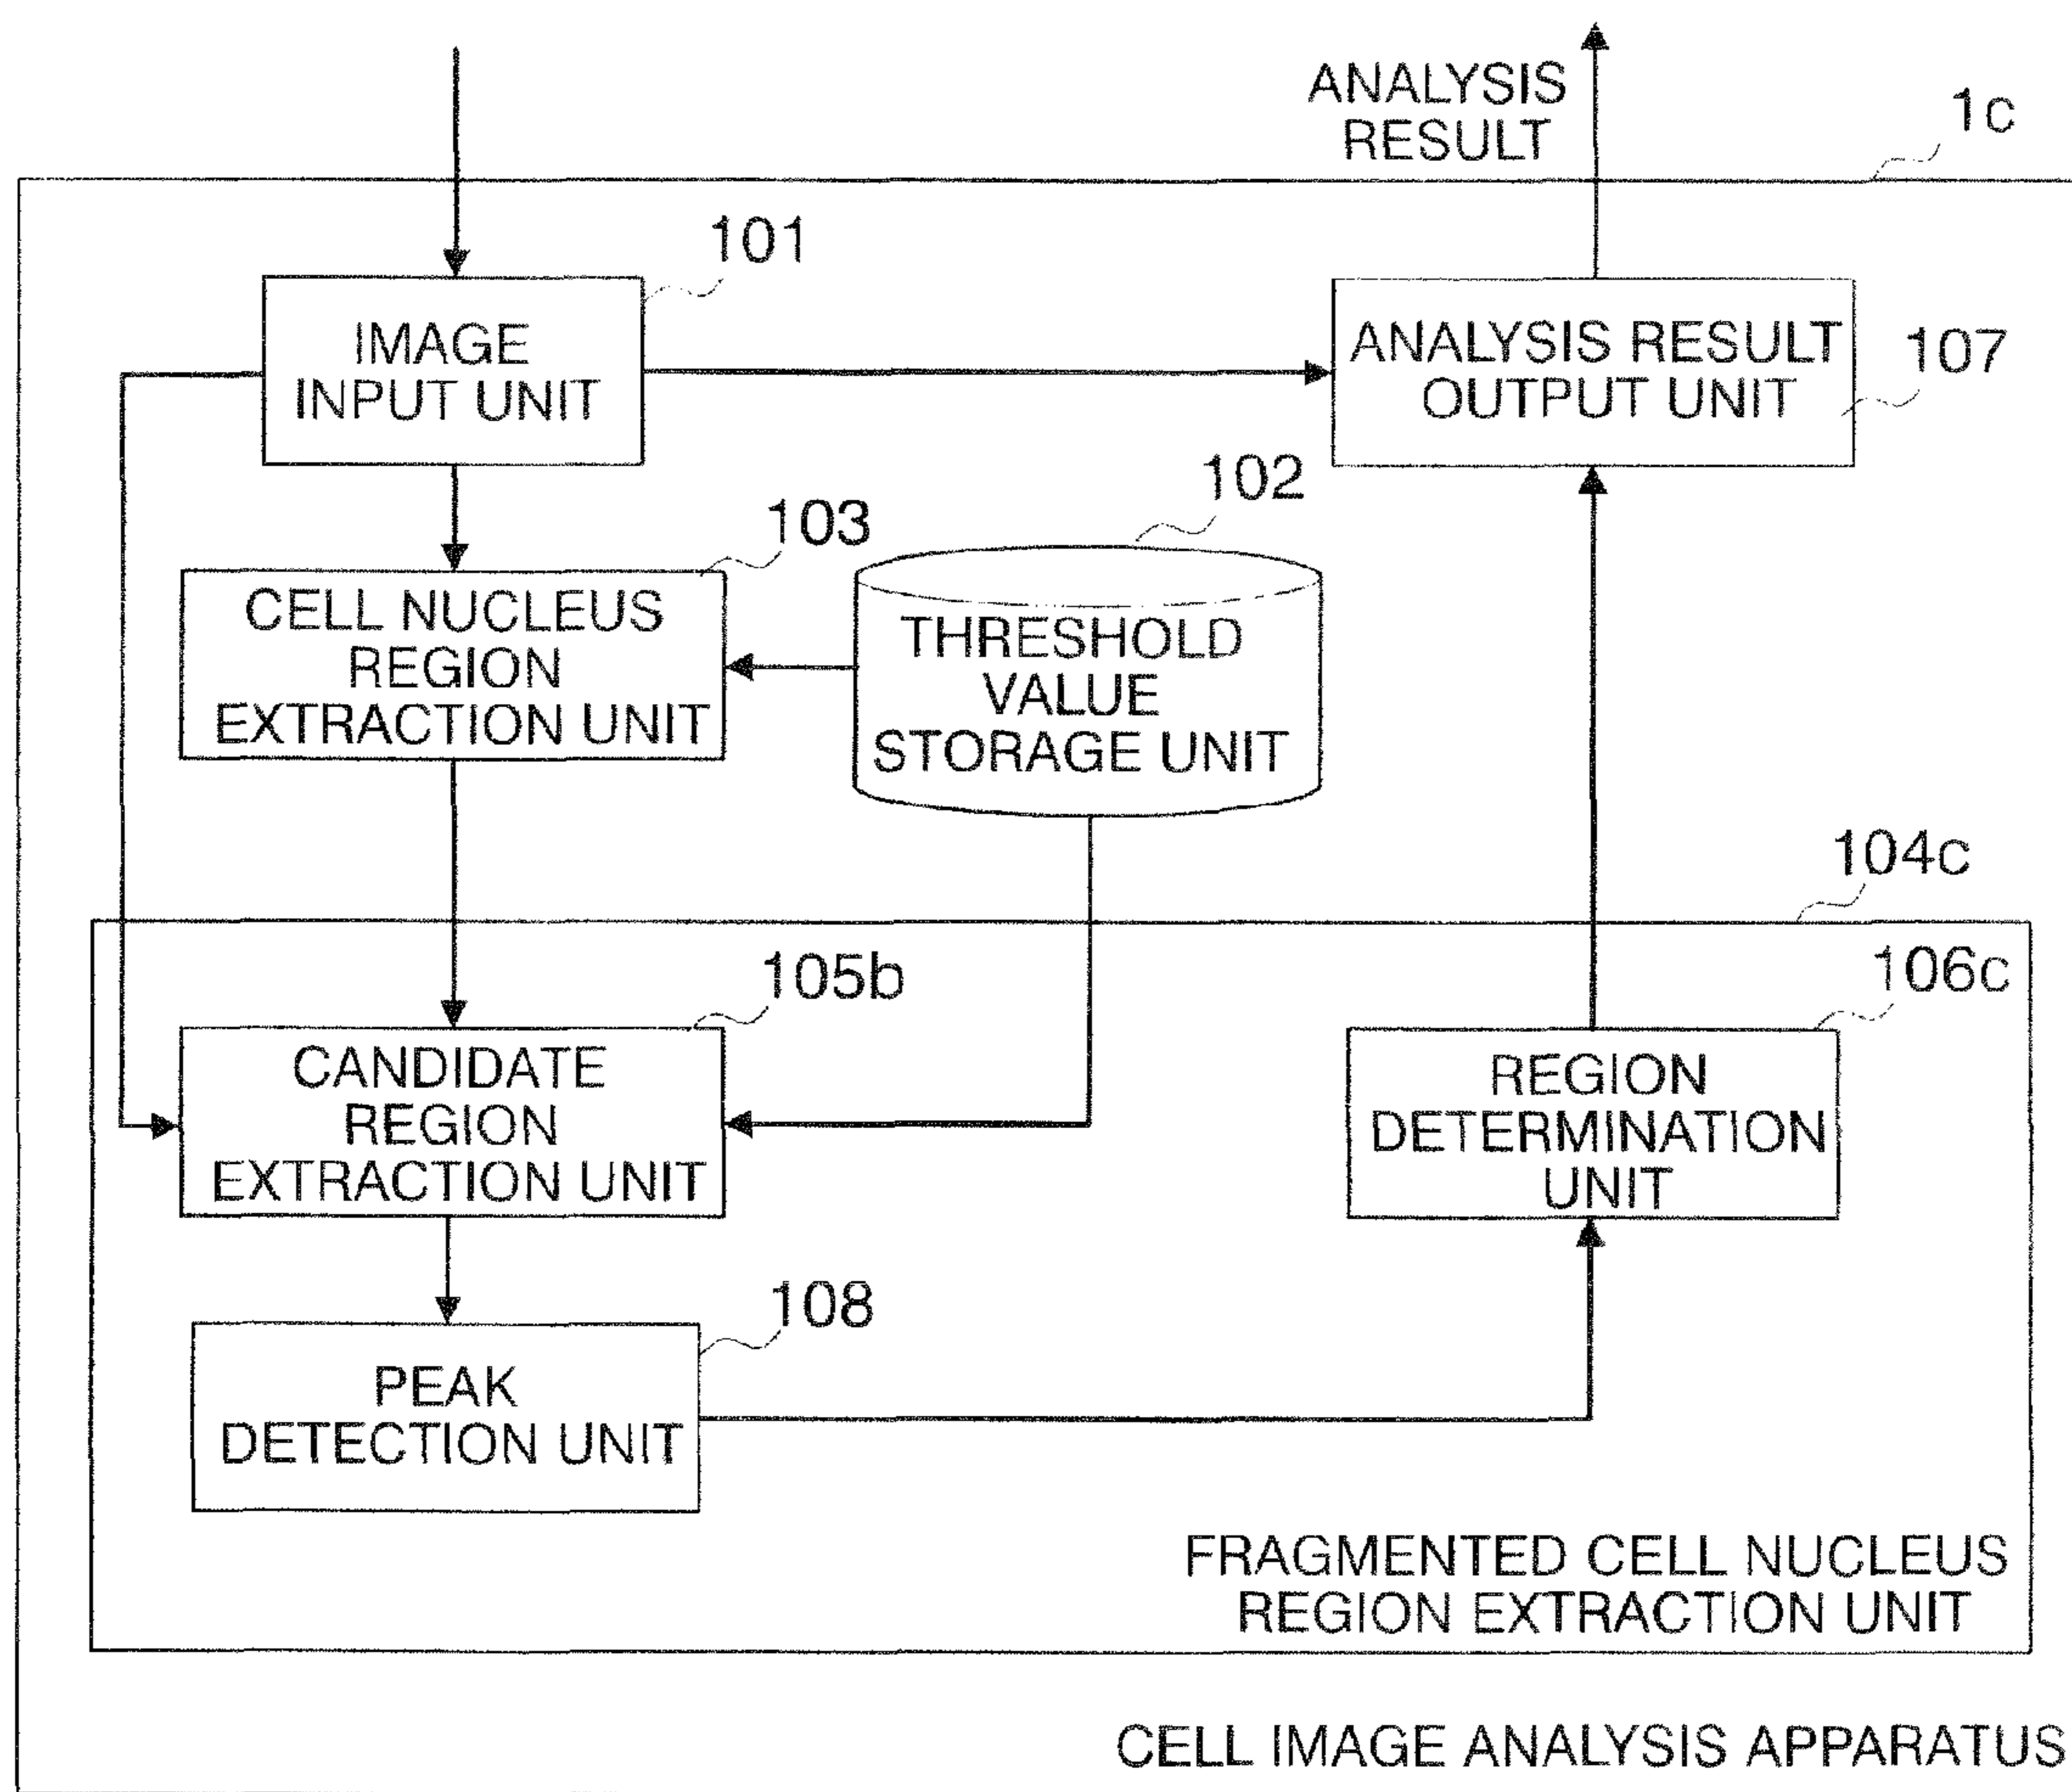 ANALYSIS
RESULT
1c
101
IMAGE
INPUT UNIT
ANALYSIS RESULT
OUTPUT UNIT
107
102
103
CELL NUCLEUS
REGION
EXTRACTION UNIT
THRESHOLD
VALUE
STORAGE UNIT
104c
105b
106c
CANDIDATE
REGION
EXTRACTION UNIT
REGION
DETERMINATION
UNIT
108
PEAK
DETECTION UNIT
FRAGMENTED CELL NUCLEUS
REGION EXTRACTION UNIT
CELL IMAGE ANALYSIS APPARATUS